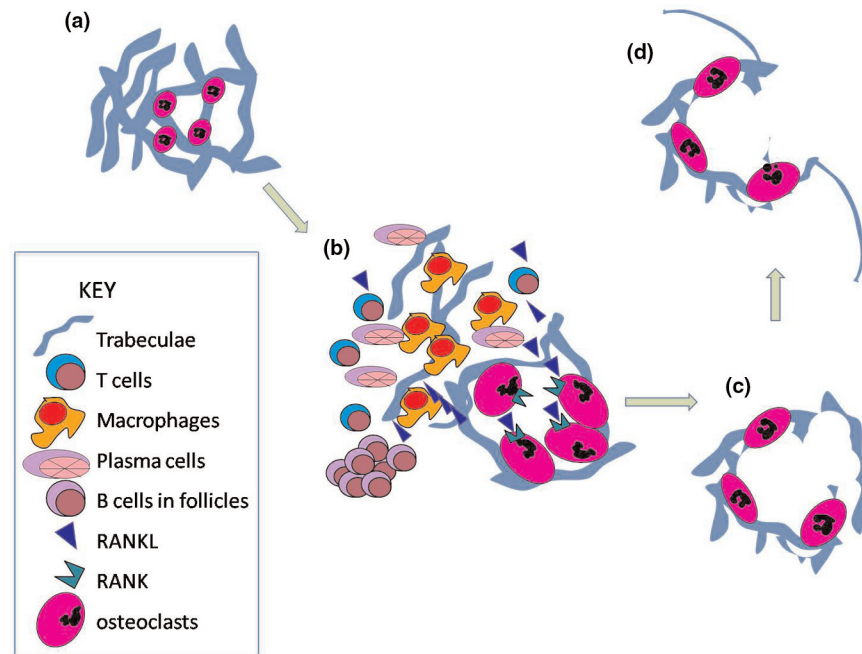 (a)
(d)
(b)
KEY
Trabeculae
T cells
Macrophages
Plasma cells
B cells in follicles
RANKL
RANK
osteoclasts
(c)